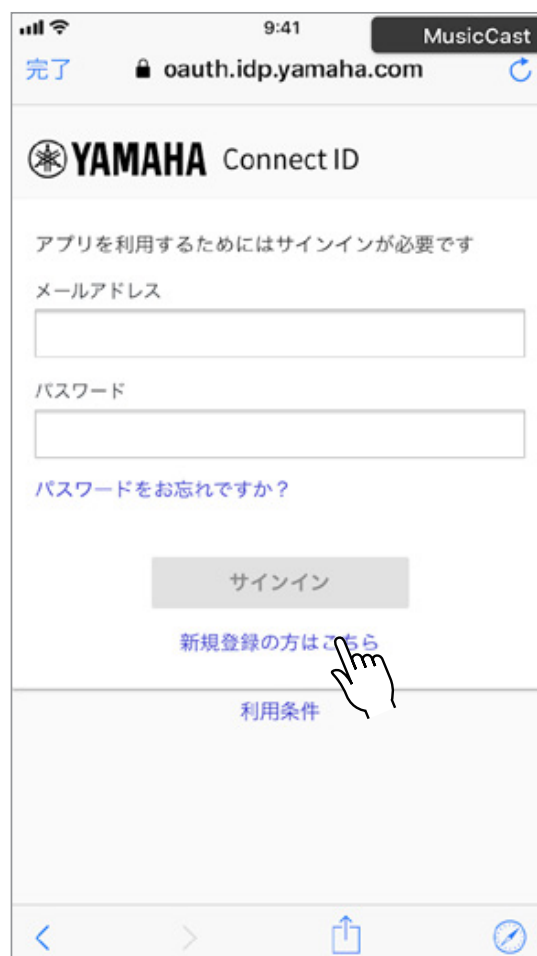 9:41
MusicCast
完了 oauth.idp.yamaha.com
YAMAHA Connect ID
アプリを利用するためにはサインインが必要です
メールアドレス
パスワード
パスワードをお忘れですか？
サインイン
新規登録の方はこちら
利用条件